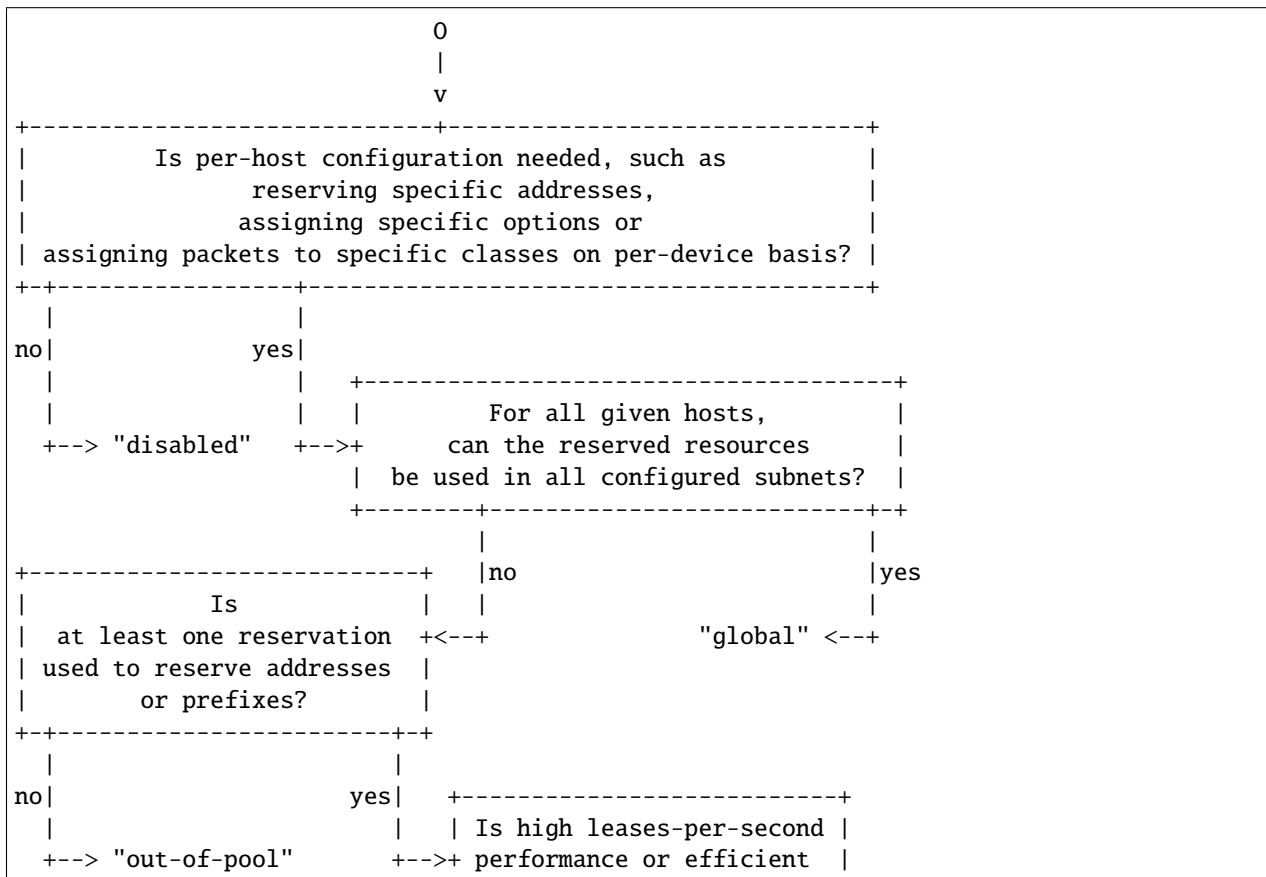 O
                              |
                              v
+-----------------------------+------------------------------+
|         Is per-host configuration needed, such as          |
|                reserving specific addresses,               |
|               assigning specific options or                |
| assigning packets to specific classes on per-device basis? |
+-+-----------------+----------------------------------------+
  |                 |
no|              yes|
  |                 |   +--------------------------------------+
  |                 |   |         For all given hosts,         |
  +--> "disabled"   +-->+      can the reserved resources      |
                        |  be used in all configured subnets?  |
                        +--------+---------------------------+-+
                                 |                           |
+----------------------------+   |no                         |yes
|             Is             |   |                           |
|  at least one reservation  +<--+               "global" <--+
| used to reserve addresses  |
|        or prefixes?        |
+-+------------------------+-+
  |                        |
no|                     yes|   +---------------------------+
  |                        |   | Is high leases-per-second |
  +--> "out-of-pool"       +-->+ performance or efficient  |